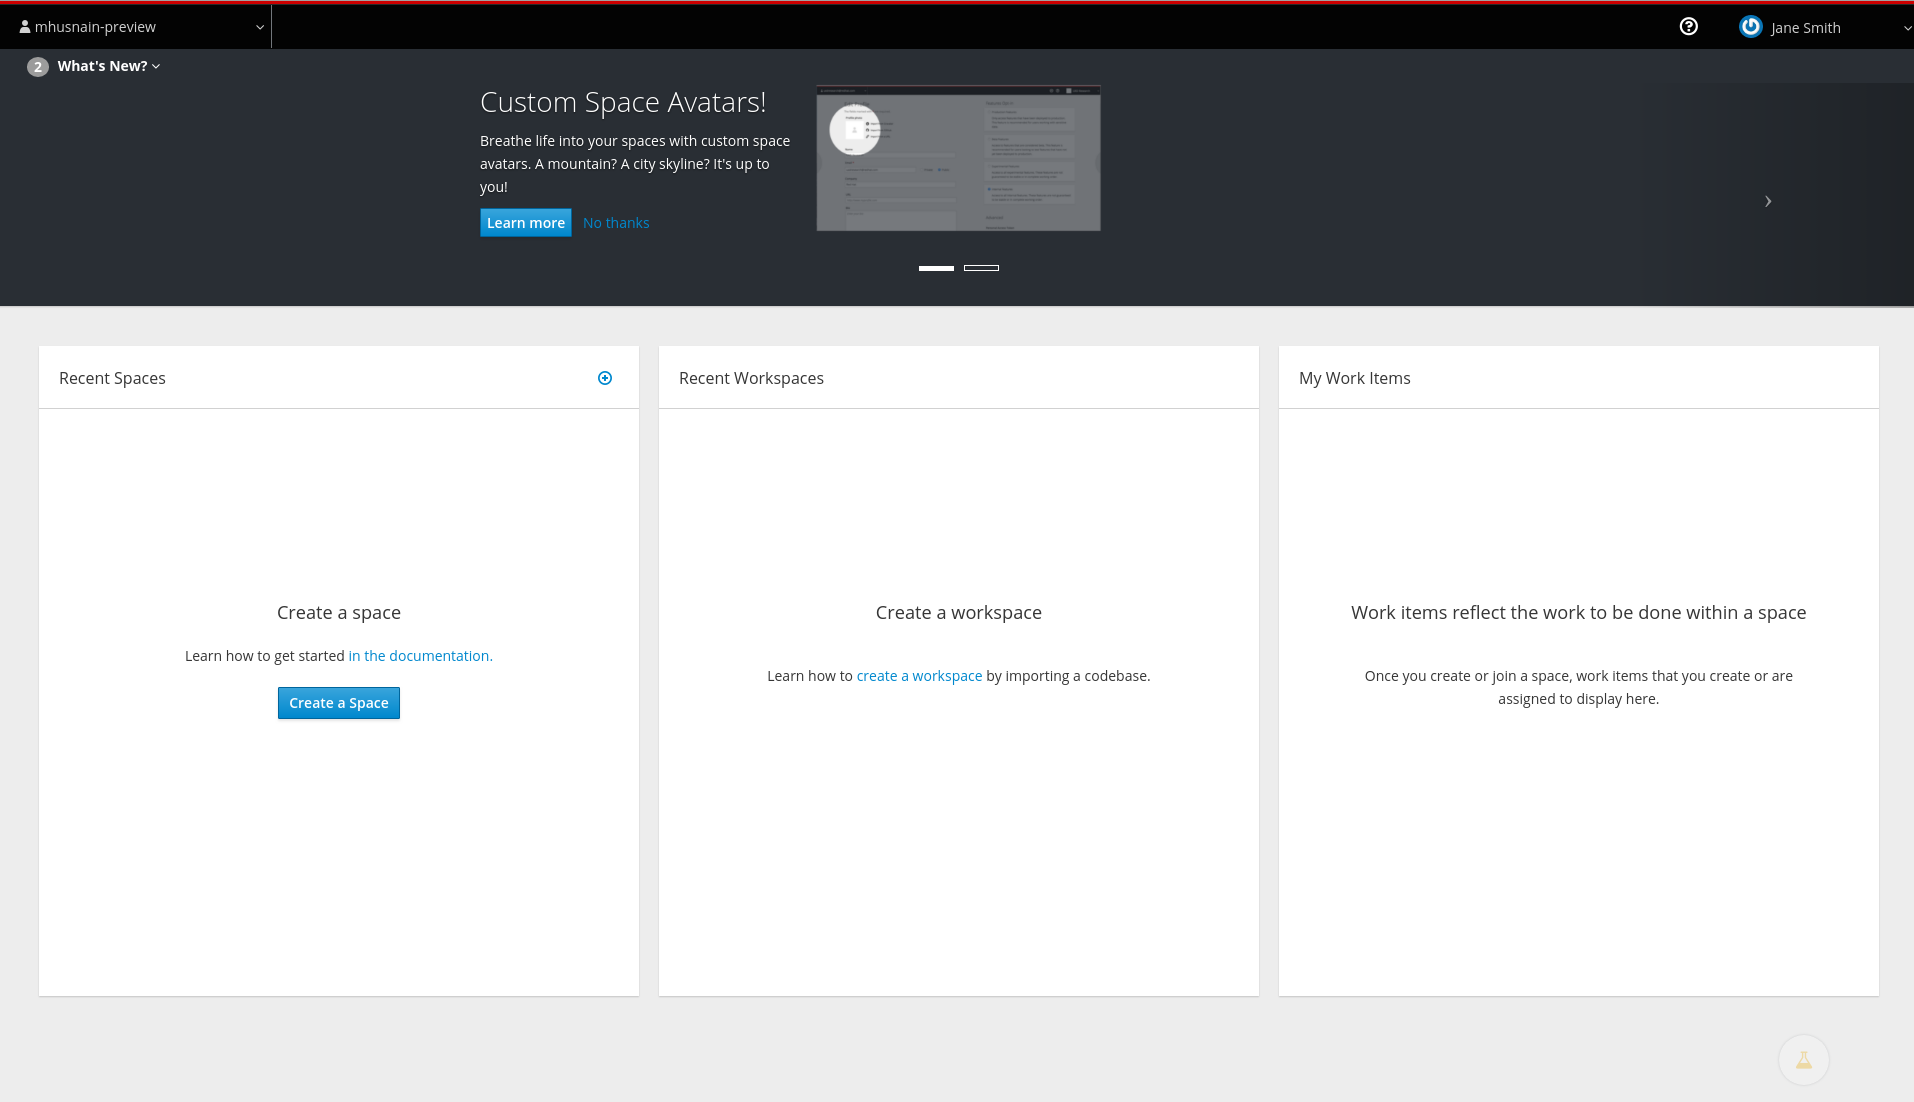 mhusnain-preview
Jane Smith
2 What's New?
Custom Space Avatars!
Breathe life into your spaces with custom space
avatars. A mountain? A city skyline? It's up to
you!
Learn more No thanks
Recent Spaces
Create a space
Learn how to get started in the documentation.
Create a Space
Recent Workspaces
Create a workspace
Learn how to create a workspace by importing a codebase.
My Work Items
Work items reflect the work to be done within a space
Once you create or join a space, work items that you create or are
assigned to display here.